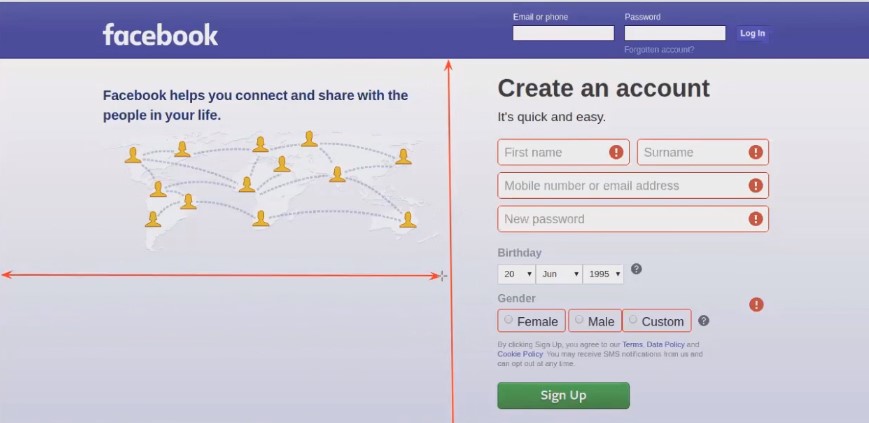 facebook
Email or phone
Password
Log In
Forgotten account?
Facebook helps you connect and share with the
people in your life.
Create an account
It's quick and easy.
First name
Surname
Mobile number or email address
New password
Birthday
20
Jun
1995
Gender
Female
Male
Custom
By clicking Sign Up, you agree to our Terms, Data Policy and
Cookie Policy. You may receive SMS notifications from us and
can opt out at any time.
Sign Up